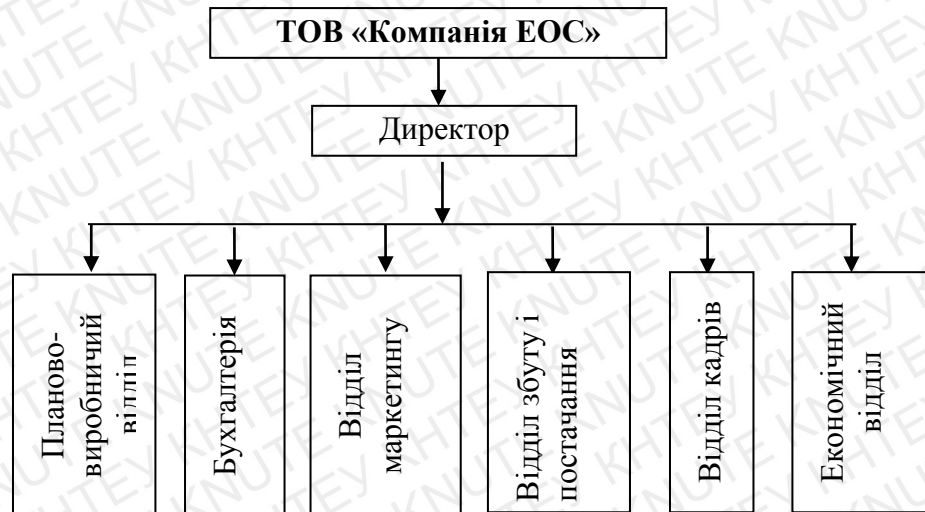 ТОВ «Компанія ЕОС»
Директор
Планово-
виробничий
відділ
Бухгалтерія
Відділ
маркетингу
Відділ збуту і
постачання
Відділ кадрів
Економічний
відділ